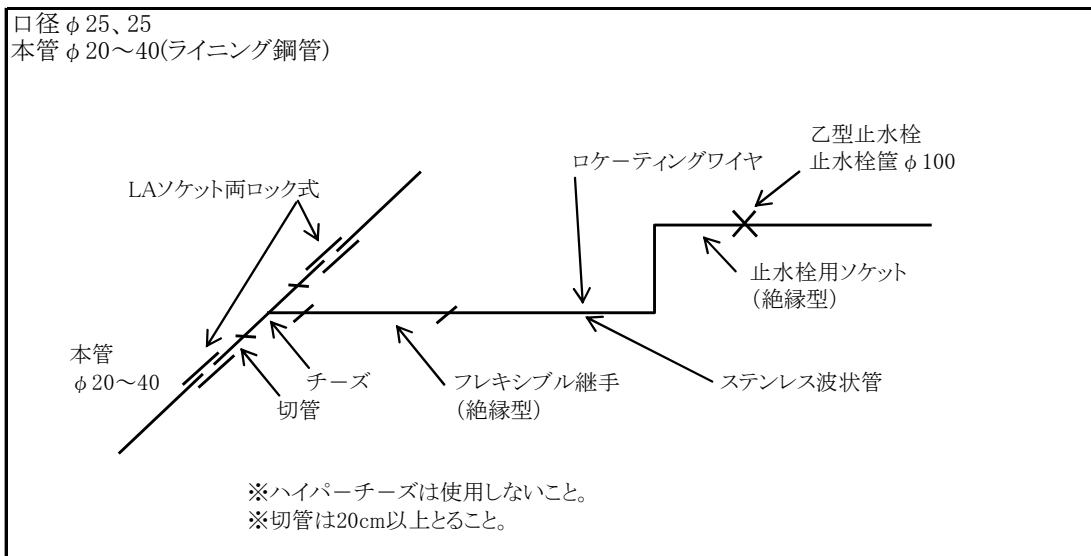 口径φ25、25
本管φ20～40(ライニング鋼管)
乙型止水栓
止水栓筐φ100
ロケーティングワイヤ
LAソケット両ロック式
止水栓用ソケット
(絶縁型)
本管
φ20～40
チーズ
フレキシブル継手
(絶縁型)
ステンレス波状管
切管
※ハイパーチーズは使用しないこと。
※切管は20cm以上とること。